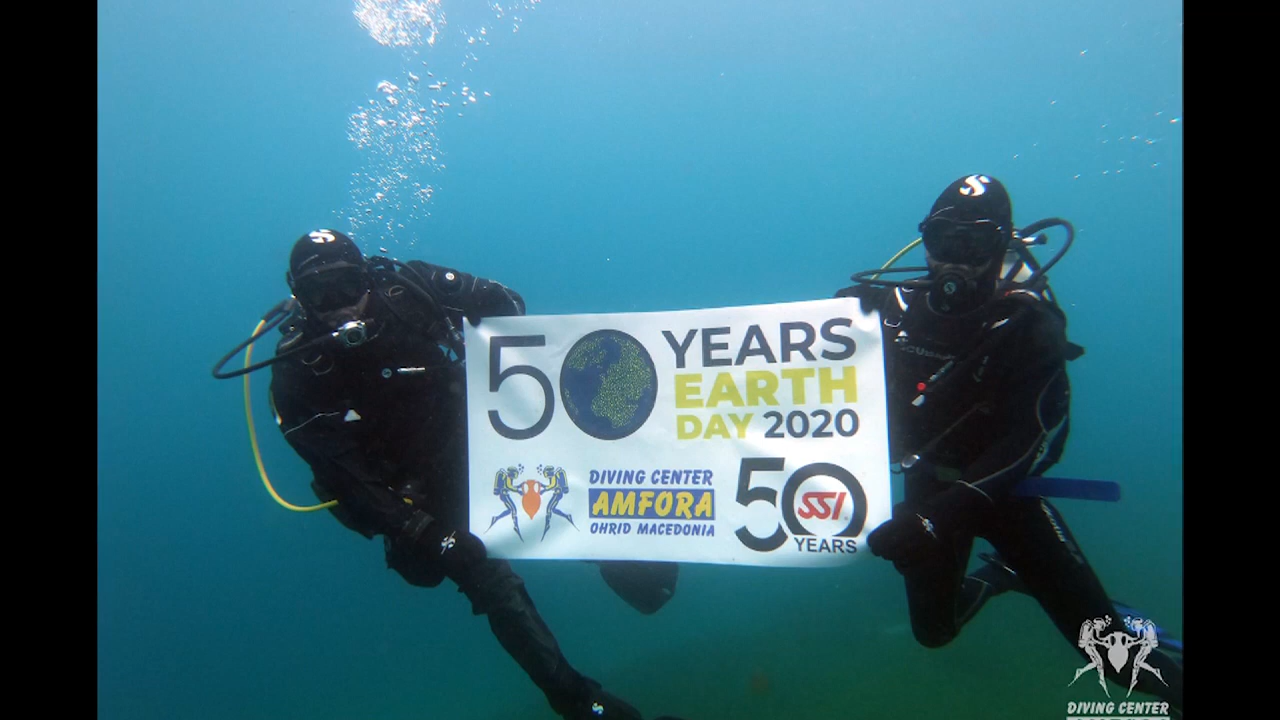 50 YEARS
EARTH
DAY 2020
DIVING CENTER
AMFORA
OHRID MACEDONIA
50
SSI
YEARS
DIVING CENTER